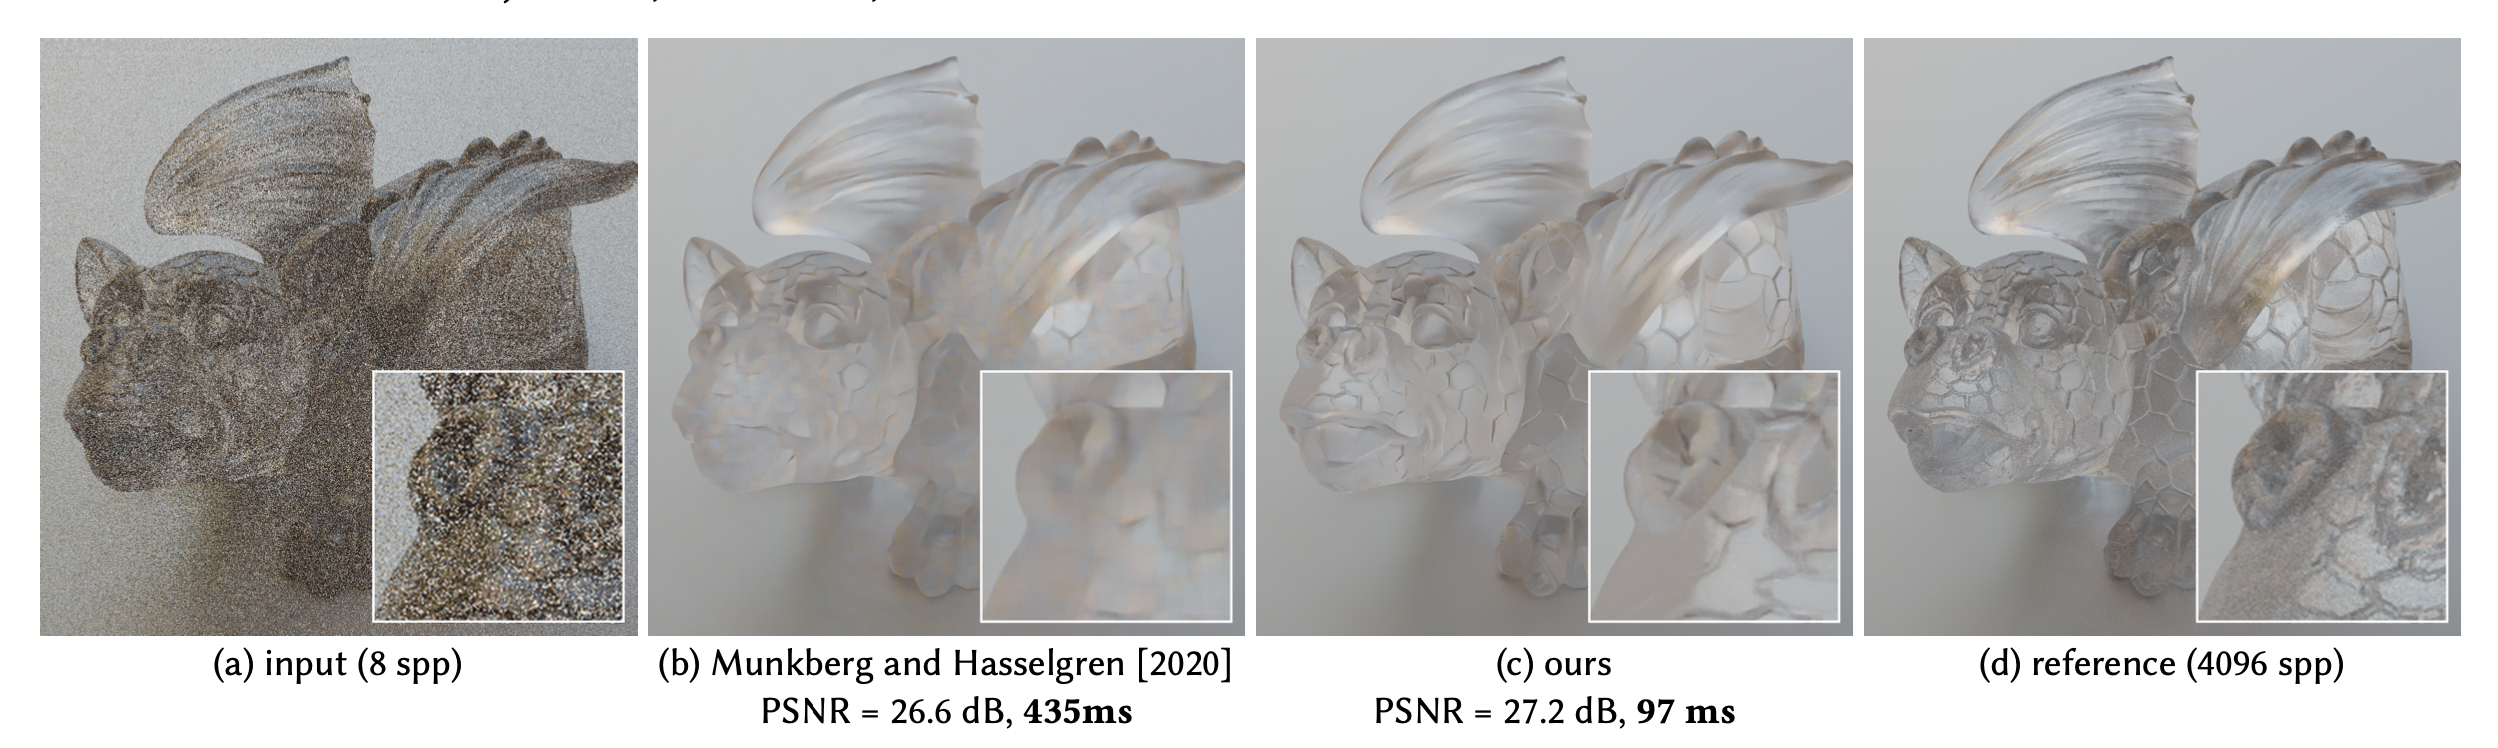 (a) input (8 spp)
(b) Munkberg and Hasselgren [2020]
PSNR = 26.6 dB, 435ms
(c) ours
PSNR = 27.2 dB, 97 ms
(d) reference (4096 spp)